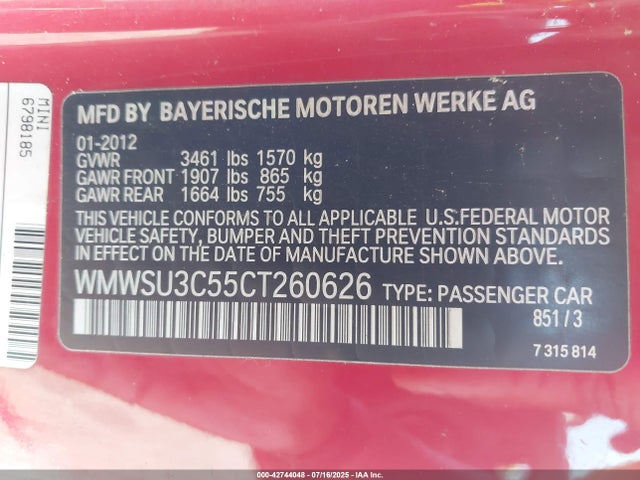 MFD BY BAYERISCHE MOTOREN WERKE AG
01-2012
GVWR 3461 lbs 1570 kg
GAWR FRONT 1907 lbs 865 kg
GAWR REAR 1664 lbs 755 kg
THIS VEHICLE CONFORMS TO ALL APPLICABLE U.S.FEDERAL MOTOR
VEHICLE SAFETY, BUMPER AND THEFT PREVENTION STANDARDS
IN EFFECT ON THE DATE OF MANUFACTURE SHOWN ABOVE.
WMWSU3C55CT260626 TYPE: PASSENGER CAR
851 / 3
7 315 814
MINI
6798185
000-42744048 | 07/16/2025 | IAA Inc.